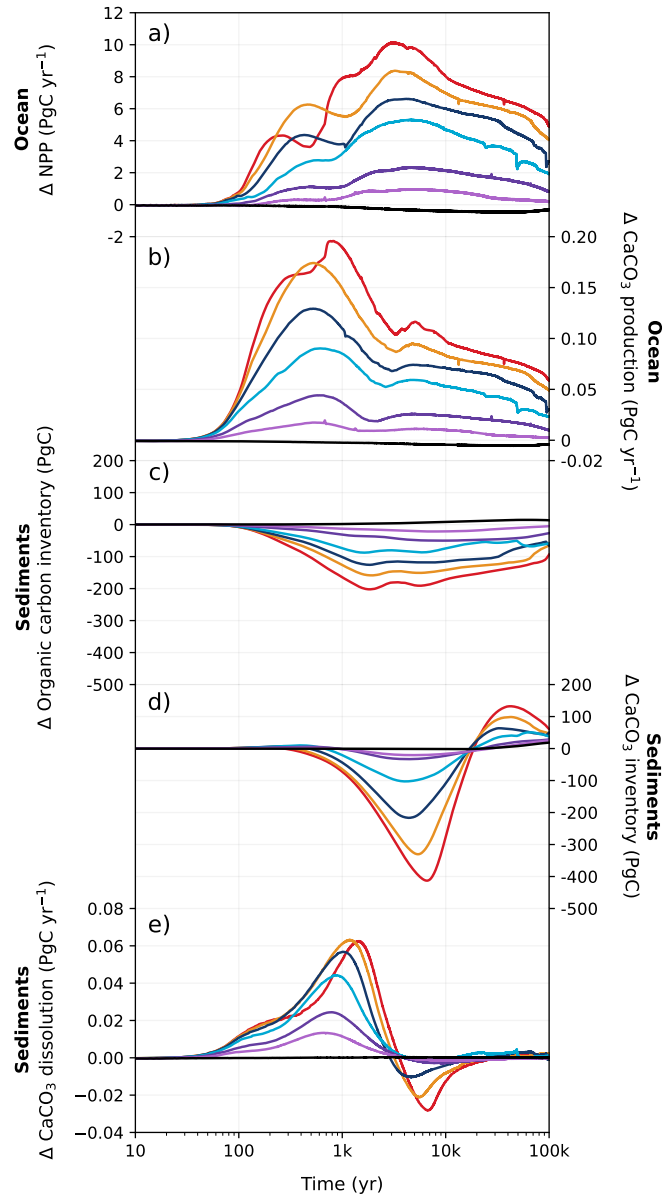 a)
12
10
8
6
4
2
0
-2
Ocean
Δ NPP (PgC yr⁻¹)
b)
0.20
0.15
0.10
0.05
0
-0.02
Ocean
Δ CaCO₃ production (PgC yr⁻¹)
c)
200
100
0
-100
-200
-300
-400
-500
Sediments
Δ Organic carbon inventory (PgC)
d)
200
100
0
-100
-200
-300
-400
-500
Sediments
Δ CaCO₃ inventory (PgC)
e)
0.08
0.06
0.04
0.02
0.00
−0.02
−0.04
Sediments
Δ CaCO₃ dissolution (PgC yr⁻¹)
10 100 1k 10k 100k
Time (yr)